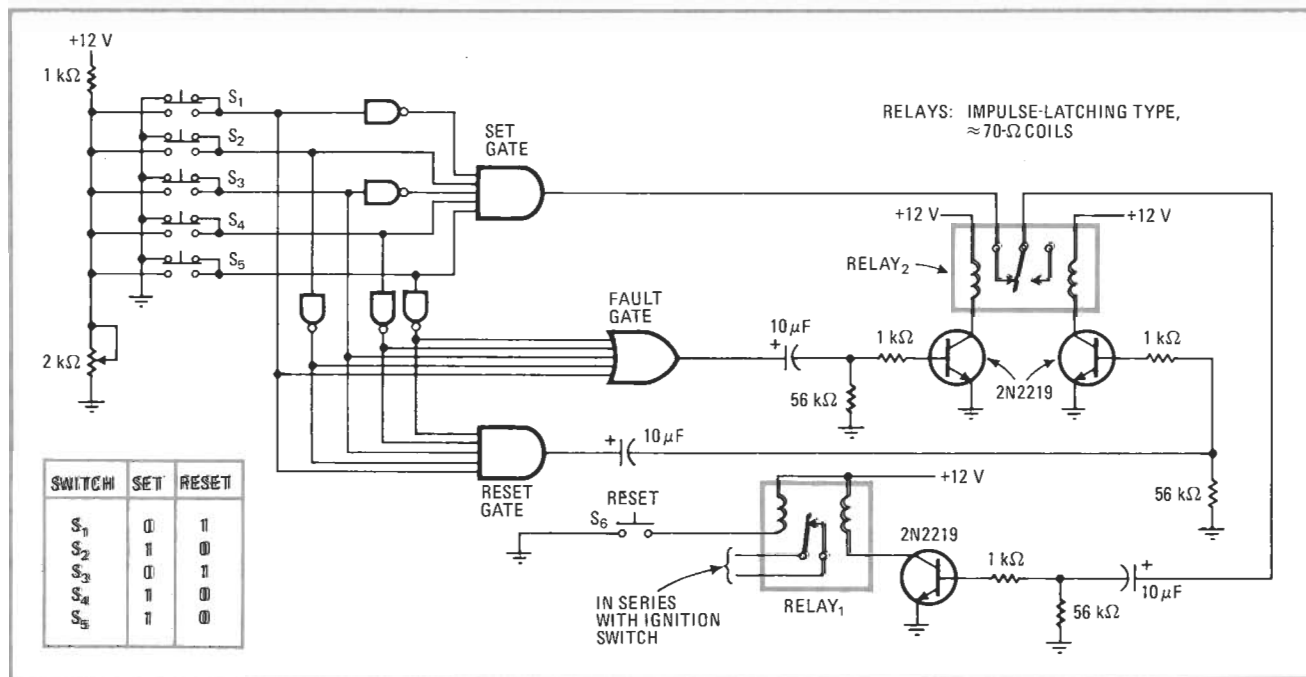 +12 V
1 kΩ
S1
S2
S3
S4
S5
2 kΩ
SET
GATE
RELAYS: IMPULSE-LATCHING TYPE,
≈70-Ω COILS
+12 V
+12 V
RELAY2
FAULT
GATE
10 μF
+
1 kΩ
1 kΩ
2N2219
56 kΩ
RESET
GATE
+
10 μF
56 kΩ
+12 V
RESET
S6
2N2219
1 kΩ
+
10 μF
56 kΩ
IN SERIES
WITH IGNITION
SWITCH
RELAY1
SWITCH SET RESET
S1 0 1
S2 1 0
S3 0 1
S4 1 0
S5 1 0